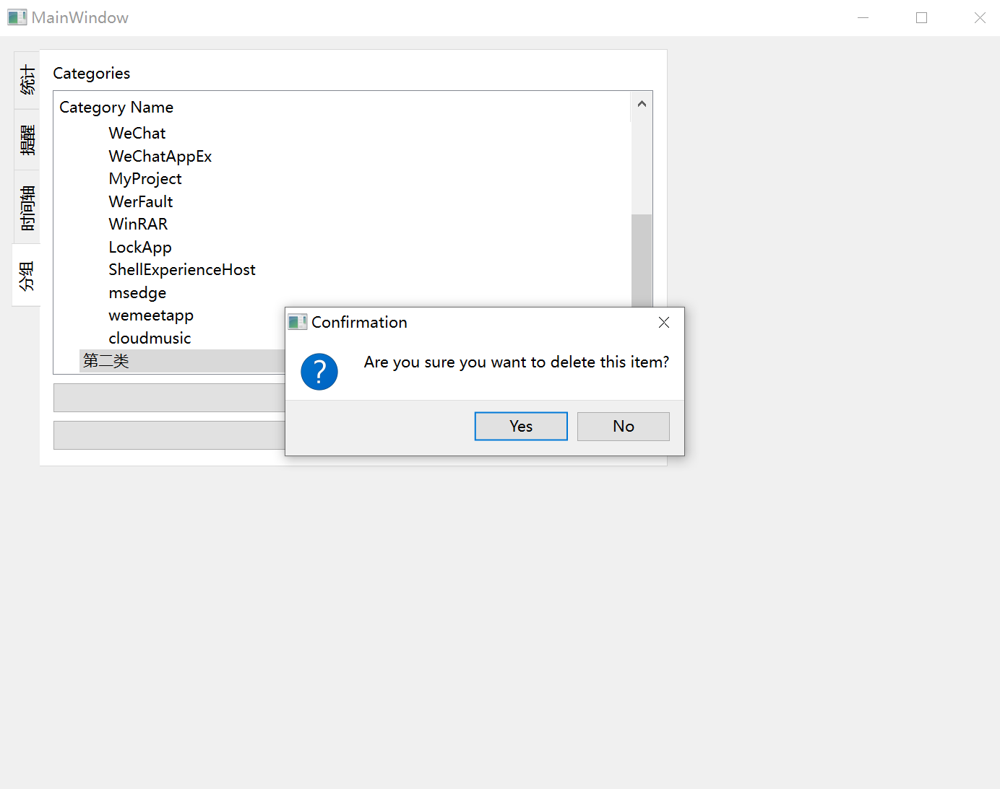 MainWindow
统计
提醒
时间轴
分组
Categories
Category Name
WeChat
WeChatAppEx
MyProject
WerFault
WinRAR
LockApp
ShellExperienceHost
msedge
wemeetapp
cloudmusic
第二类
Confirmation
Are you sure you want to delete this item?
Yes
No